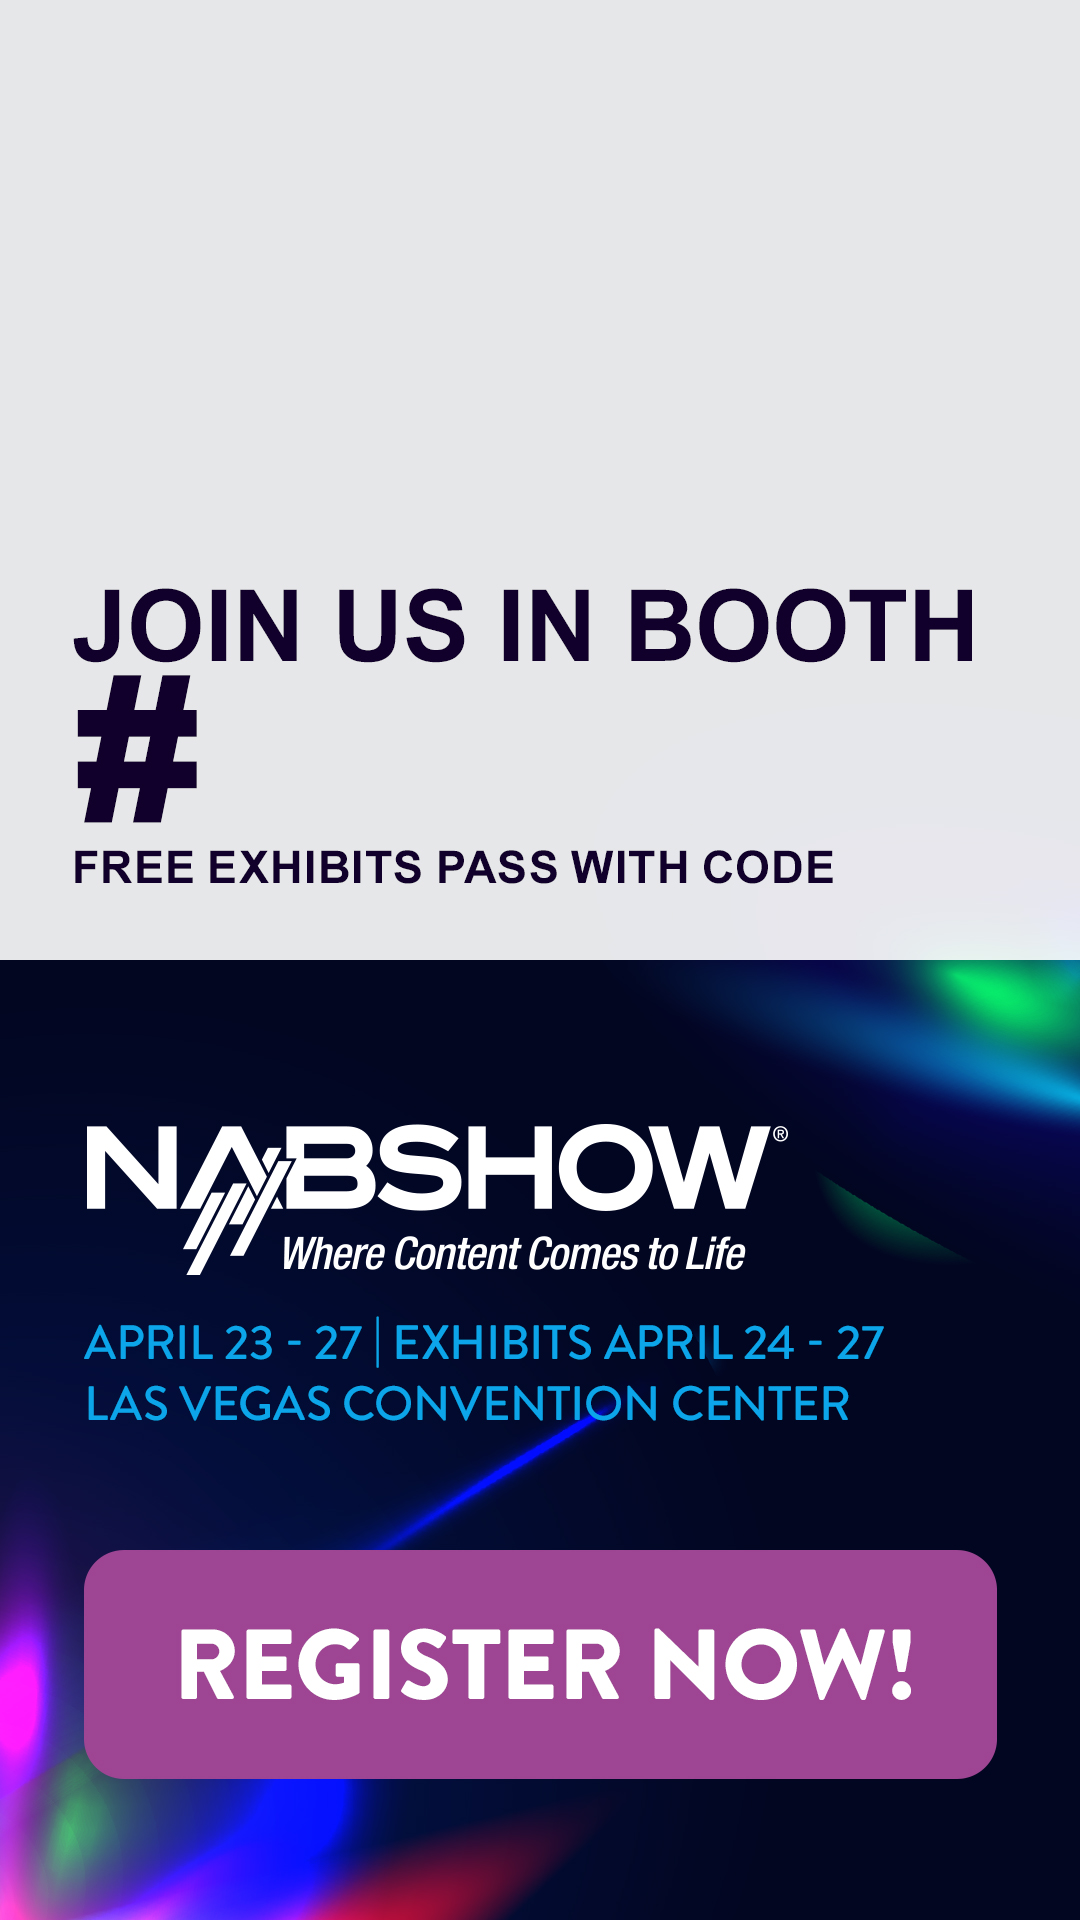 JOIN US IN BOOTH
#
FREE EXHIBITS PASS WITH CODE
NABSHOW®
Where Content Comes to Life
APRIL 23 - 27 | EXHIBITS APRIL 24 - 27
LAS VEGAS CONVENTION CENTER
REGISTER NOW!